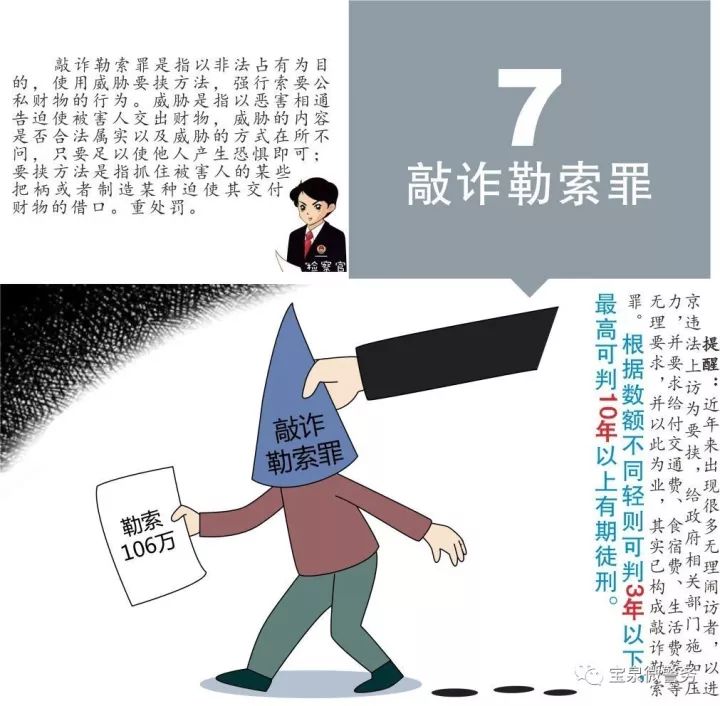 敲诈勒索罪是指以非法占有为目
的，使用威胁要挟方法，强行索要公
私财物的行为。威胁是指以恶害相通
告迫使被害人交出财物，威胁的内容
是否合法属实以及威胁的方式在所不
问，只要足以使他人产生恐惧即可；
要挟方法是指抓住被害人的某些
把柄或者制造某种迫使其交付
财物的借口。重处罚。
检察官
7
敲诈勒索罪
提醒：近年来出现很多无理闹访者，以进
京违法上访为要挟，给政府相关部门施加压
力，并要求给付交通费、食宿费、生活费等等
无理要求，并以此为业，其实已构成敲诈勒索
罪。根据数额不同轻则可判3年以下，
最高可判10年以上有期徒刑。
敲诈
勒索罪
勒索
106万
宝泉微警务